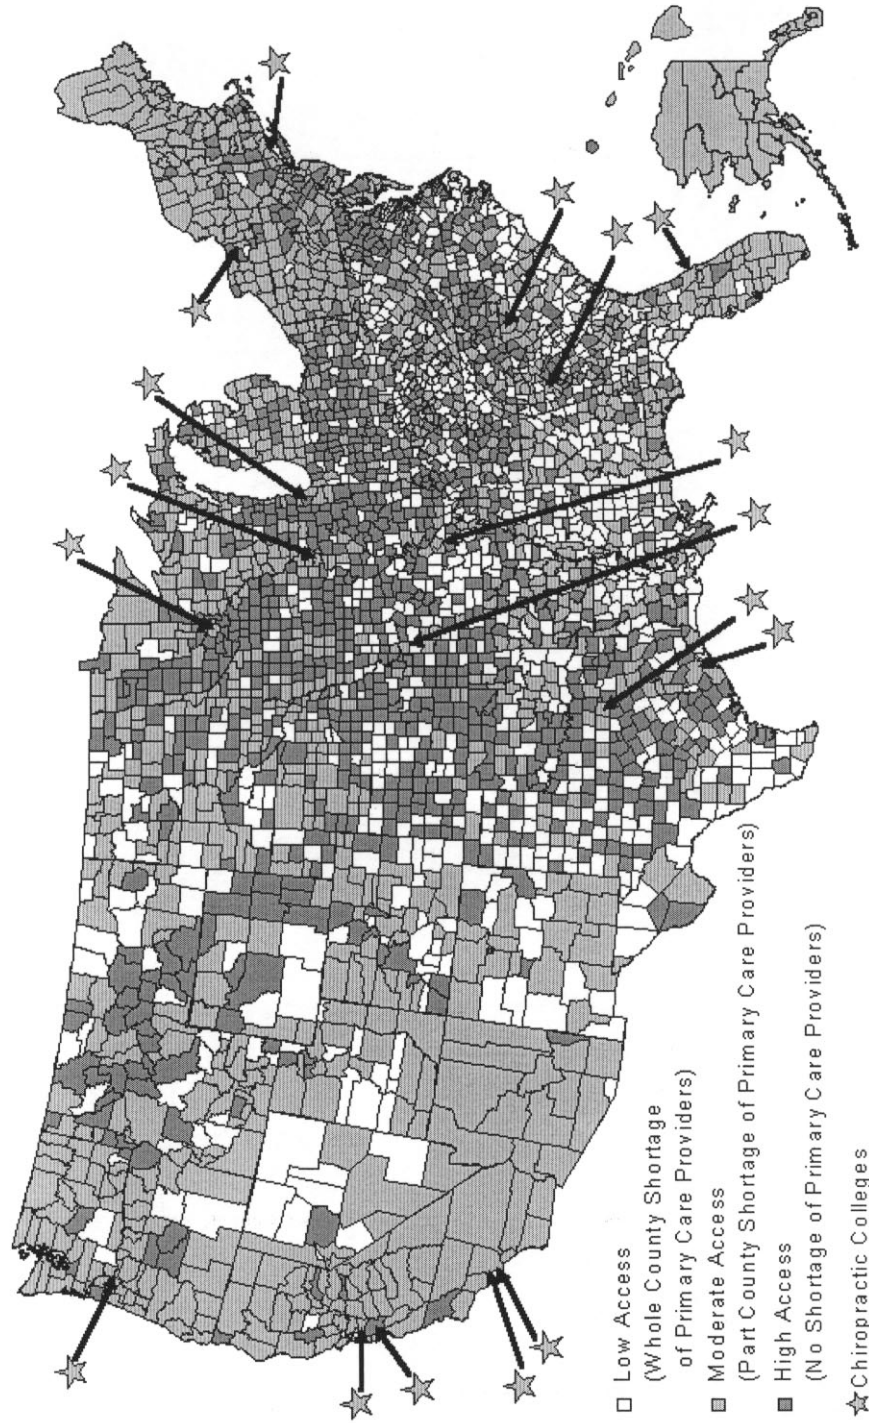 Low Access
(Whole County Shortage
of Primary Care Providers)
Moderate Access
(Part County Shortage of Primary Care Providers)
High Access
(No Shortage of Primary Care Providers)
Chiropractic Colleges